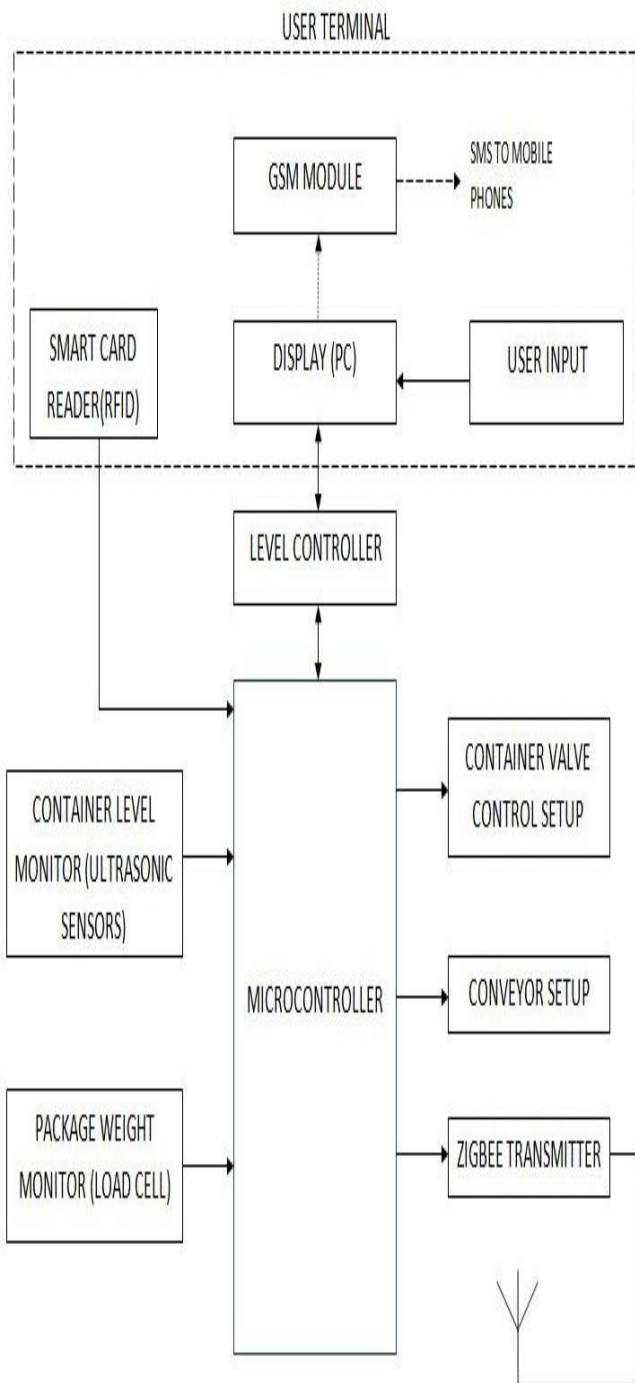 USER TERMINAL
GSM MODULE
SMS TO MOBILE
PHONES
SMART CARD
READER(RFID)
DISPLAY (PC)
USER INPUT
LEVEL CONTROLLER
CONTAINER VALVE
CONTROL SETUP
CONTAINER LEVEL
MONITOR (ULTRASONIC
SENSORS)
MICROCONTROLLER
CONVEYOR SETUP
PACKAGE WEIGHT
MONITOR (LOAD CELL)
ZIGBEE TRANSMITTER